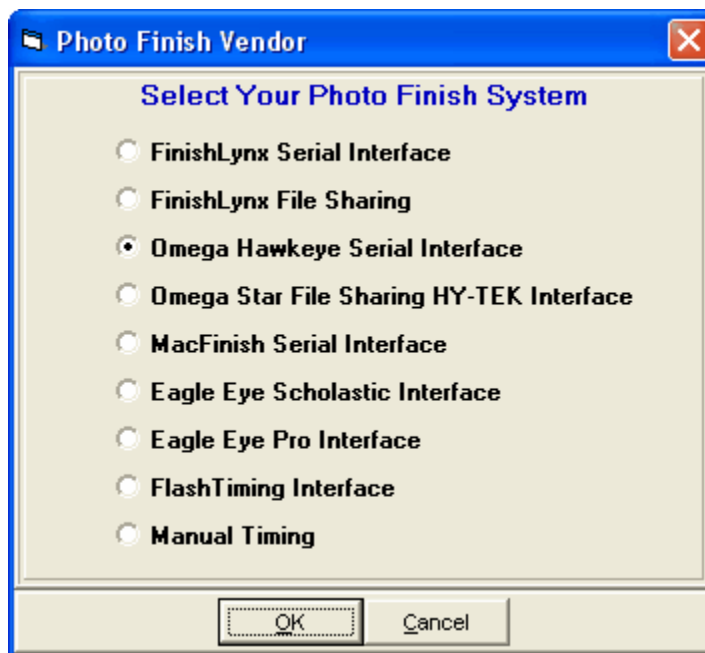 Photo Finish Vendor
Select Your Photo Finish System
FinishLynx Serial Interface
FinishLynx File Sharing
Omega Hawkeye Serial Interface
Omega Star File Sharing HY-TEK Interface
MacFinish Serial Interface
Eagle Eye Scholastic Interface
Eagle Eye Pro Interface
FlashTiming Interface
Manual Timing
OK Cancel